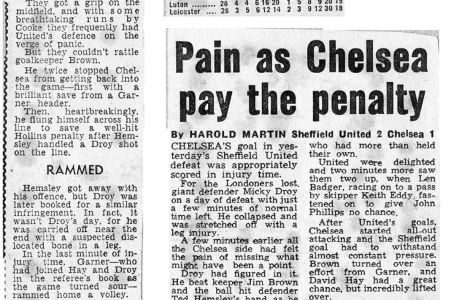 They got a grip on the
midfield, and with some
breathtaking runs by
Cooke they frequently had
United's defence on the
verge of panic.
But they couldn't rattle
goalkeeper Brown.
He twice stopped Chel-
sea from getting back into
the game—first with a
brilliant save from a Gar-
ner header.
Then, heartbreakingly,
he flung himself across his
line to save a well-hit
Hollins penalty after Hem-
sley handled a Droy shot
on the line.
RAMMED
Hemsley got away with
his offence, but Droy was
later booked for a similar
infringement. In fact, it
wasn't Droy's day, for he
was carried off near the
end with a suspected dis-
located bone in a leg.
In the last minute of in-
jury time, Garner—who
had joined Hay and Droy
in the referee's book as
the game turned sour—
rammed home a volley.
Luton
Leicester .... 28 3 5 6
Pain as Chelsea
pay the penalty
By HAROLD MARTIN Sheffield United 2 Chelsea 1
CHELSEA'S goal in yes-
terday's Sheffield United
defeat was appropriately
scored in injury time.
For the Londoners lost
giant defender Micky Droy
on a day of defeat with just
a few minutes of normal
time left. He collapsed and
was stretched off with a
leg injury.
A few minutes earlier all
the Chelsea side had felt
the pain of missing what
might have been a point.
Droy had figured in it.
He beat keeper Jim Brown
and the ball hit defender
Ted Hemsley's hand as he
who had more than held
their own.
United were delighted
and two minutes more saw
them two up, when Len
Badger, racing on to a pass
by skipper Keith Eddy, fas-
tened on to give John
Phillips no chance.
After United's goals,
Chelsea started all-out
attacking and the Sheffield
goal had to withstand
almost constant pressure.
Brown turned over an
effort from Garner, and
David Hay had a great
chance, but incredibly lifted
over.